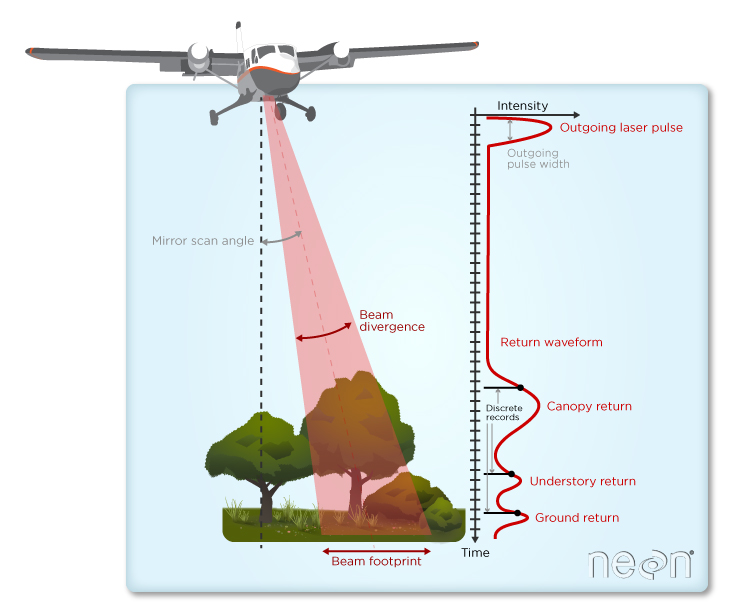 Intensity
Outgoing laser pulse
Outgoing
pulse width
Mirror scan angle
Beam
divergence
Return waveform
Canopy return
Discrete
records
Understory return
Ground return
Time
Beam footprint
neon